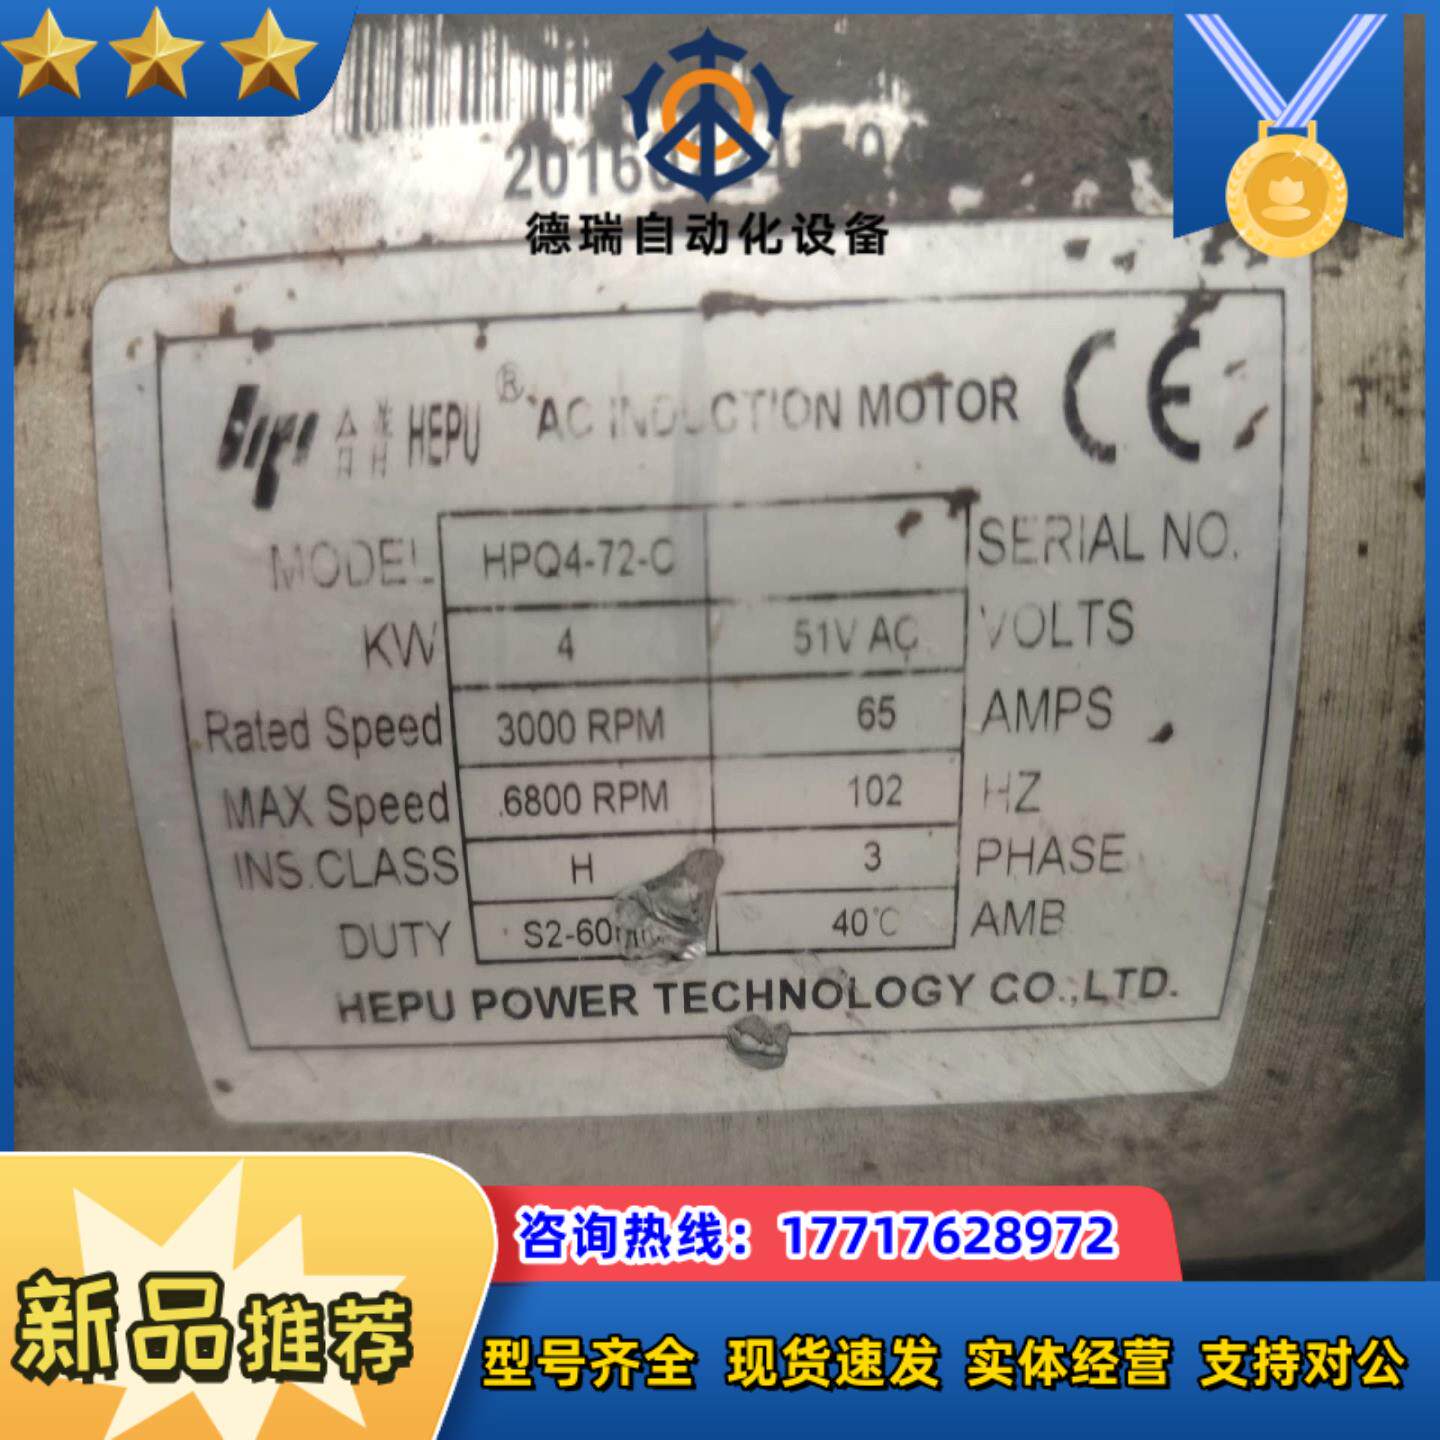 德瑞自动化设备
HEPU ® AC INDUCTION MOTOR CE
MODEL HPQ4-72-C SERIAL NO.
KW 4 51V AC VOLTS
Rated Speed 3000 RPM 65 AMPS
MAX Speed 6800 RPM 102 HZ
INS.CLASS H 3 PHASE
DUTY S2-60 40℃ AMB
HEPU POWER TECHNOLOGY CO.,LTD.
咨询热线：17717628972
新品推荐
型号齐全 现货速发 实体经营 支持对公